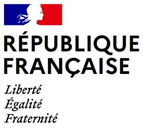 RÉPUBLIQUE
FRANÇAISE
Liberté
Égalité
Fraternité